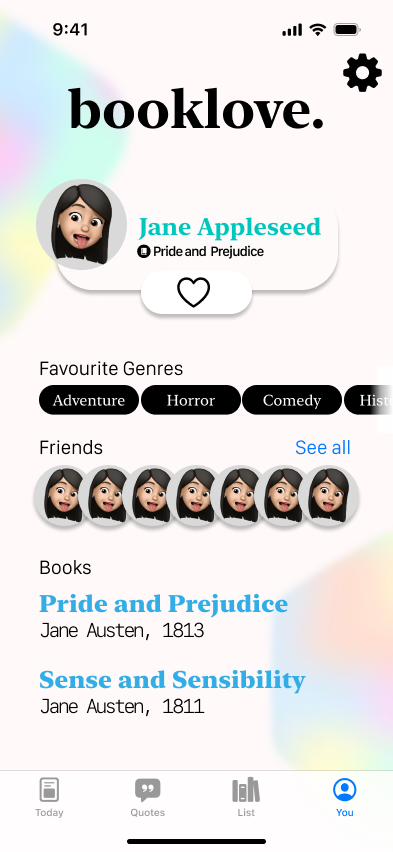 9:41
booklove.
Jane Appleseed
Pride and Prejudice
Favourite Genres
Adventure Horror Comedy
Friends See all
Books
Pride and Prejudice
Jane Austen, 1813
Sense and Sensibility
Jane Austen, 1811
Today Quotes List You